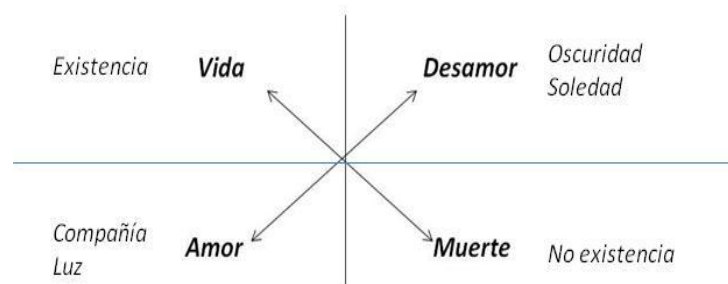 Existencia Vida Desamor Oscuridad
Soledad
Compañía
Luz Amor Muerte No existencia